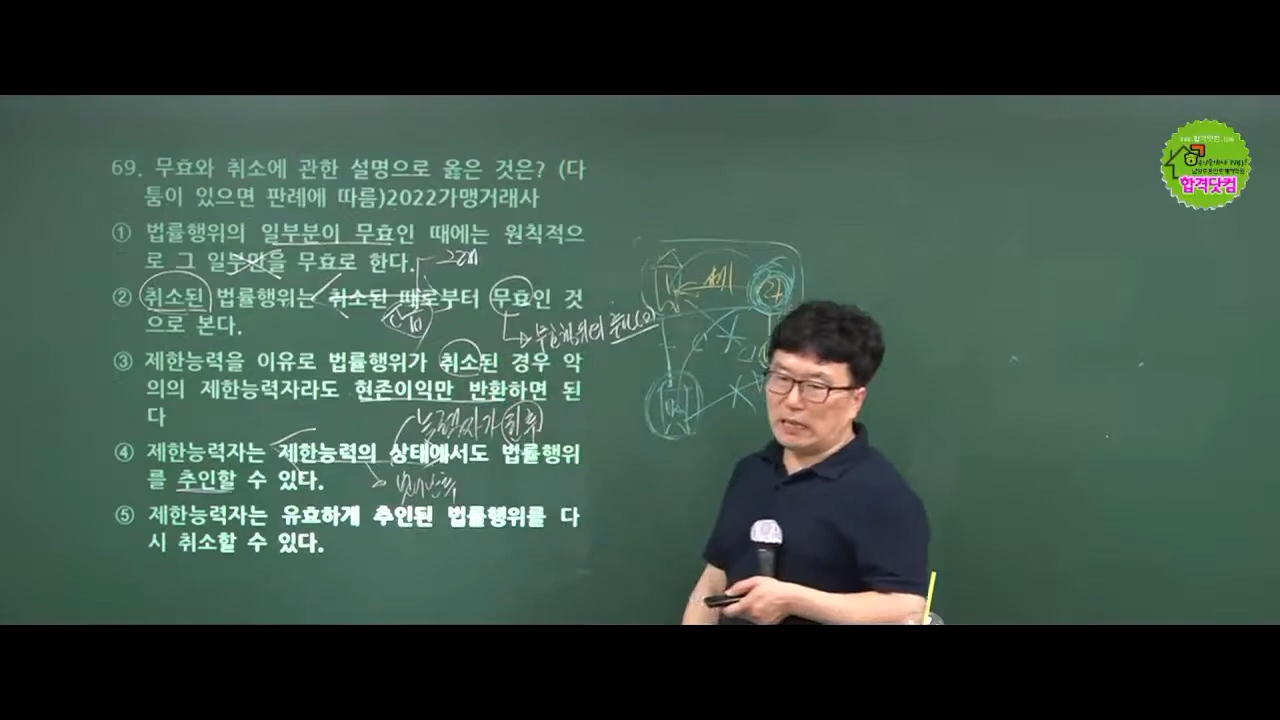 69. 무효와 취소에 관한 설명으로 옳은 것은? (다
툼이 있으면 판례에 따름)2022가맹거래사
① 법률행위의 일부분이 무효인 때에는 원칙적으
로 그 일부만을 무효로 한다.
② 취소된 법률행위는 취소된 때로부터 무효인 것
으로 본다.
③ 제한능력을 이유로 법률행위가 취소된 경우 악
의의 제한능력자라도 현존이익만 반환하면 된
다
능력자가 된 후
④ 제한능력자는 제한능력의 상태에서도 법률행위
를 추인할 수 있다.
⑤ 제한능력자는 유효하게 추인된 법률행위를 다
시 취소할 수 있다.
합격닷컴